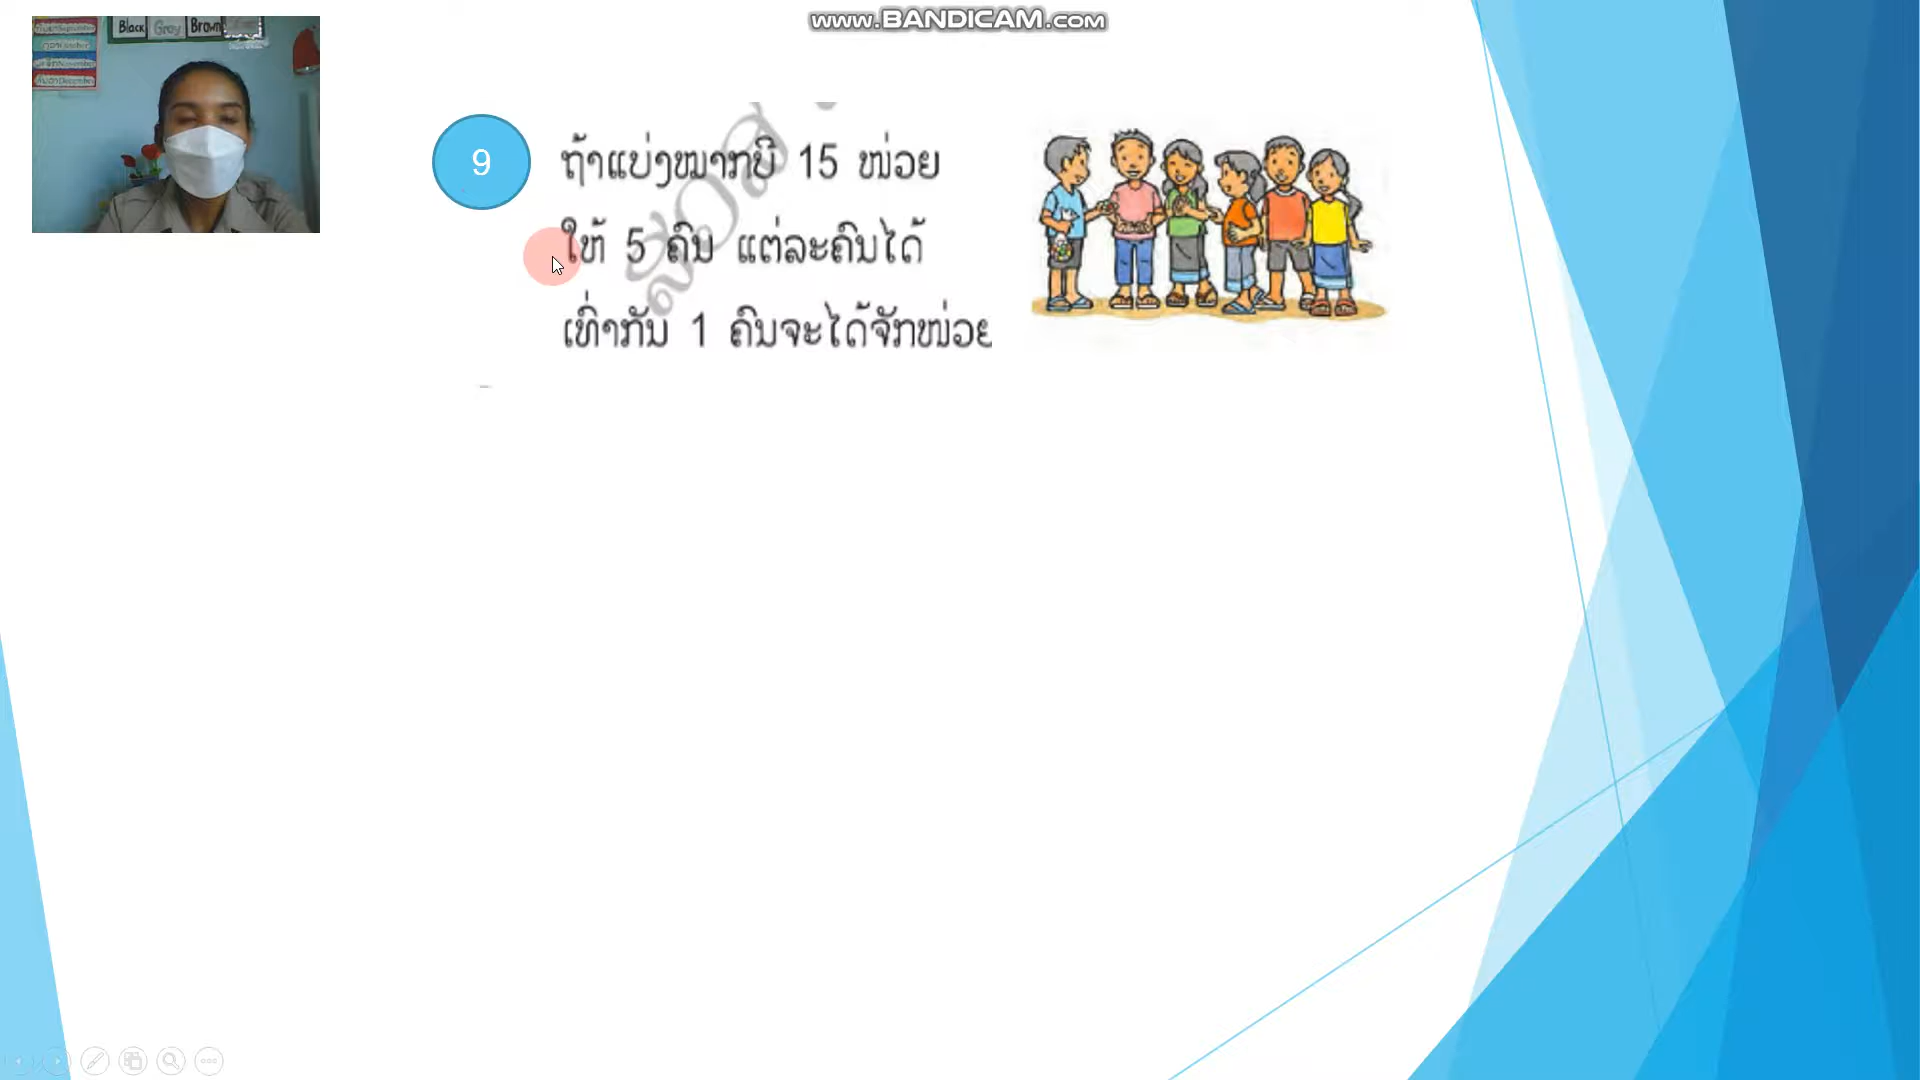 www.BANDICAM.com
Black Gray Brown
9
ຖ້າແບ່ງໝາກບີ 15 ໜ່ວຍ
ໃຫ້ 5 ຄົນ ແຕ່ລະຄົນໄດ້
ເທົ່າກັນ 1 ຄົນຈະໄດ້ຈັກໜ່ວຍ